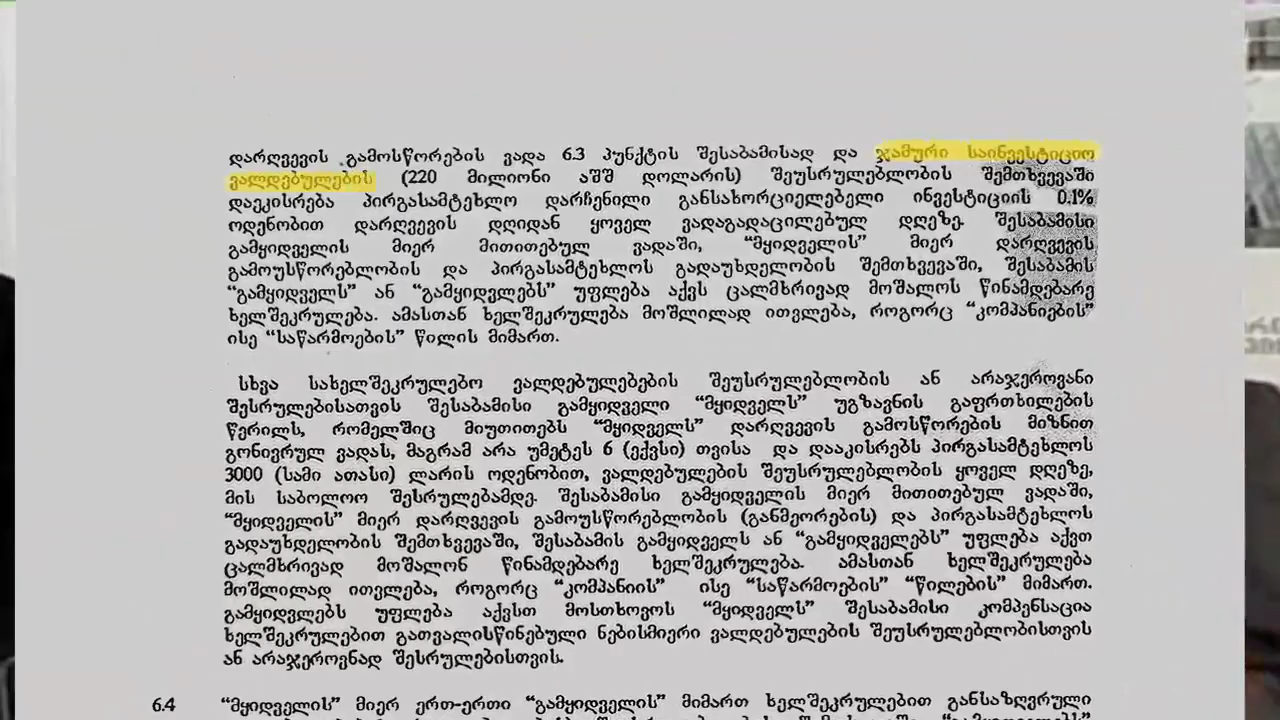 დარღვევის გამოსწორების ვადა 6.3 პუნქტის შესაბამისად და ჯამური საინვესტიციო
ვალდებულების (220 მილიონი აშშ დოლარის) შეუსრულებლობის შემთხვევაში
დაეკისრება პირგასამტეხლო დარჩენილი განსახორციელებელი ინვესტიციის 0.1%
ოდენობით დარღვევის დღიდან ყოველ ვადაგადაცილებულ დღეზე. შესაბამისი
გამყიდველის მიერ მითითებულ ვადაში, “მყიდველის” მიერ დარღვევის
გამოუსწორებლობის და პირგასამტეხლოს გადაუხდელობის შემთხვევაში, შესაბამის
“გამყიდველს” ან “გამყიდვლებს” უფლება აქვს ცალმხრივად მოშალოს წინამდებარე
ხელშეკრულება. ამასთან ხელშეკრულება მოშლილად ითვლება, როგორც “კომპანიების”
ისე “საწარმოების” წილის მიმართ.
სხვა სახელშეკრულებო ვალდებულებების შეუსრულებლობის ან არაჯეროვანი
შესრულებისათვის შესაბამისი გამყიდველი “მყიდველს” უგზავნის გაფრთხილების
წერილს, რომელშიც მიუთითებს “მყიდველს” დარღვევის გამოსწორების მიზნით
გონივრულ ვადას, მაგრამ არა უმეტეს 6 (ექვსი) თვისა და დააკისრებს პირგასამტეხლოს
3000 (სამი ათასი) ლარის ოდენობით, ვალდებულების შეუსრულებლობის ყოველ დღეზე,
მის საბოლოო შესრულებამდე. შესაბამისი გამყიდველის მიერ მითითებულ ვადაში,
“მყიდველის” მიერ დარღვევის გამოუსწორებლობის (განმეორების) და პირგასამტეხლოს
გადაუხდელობის შემთხვევაში, შესაბამის გამყიდველს ან “გამყიდველებს” უფლება აქვთ
ცალმხრივად მოშალონ წინამდებარე ხელშეკრულება. ამასთან ხელშეკრულება
მოშლილად ითვლება, როგორც “კომპანიის” ისე “საწარმოების” “წილების” მიმართ.
გამყიდვლებს უფლება აქვსთ მოსთხოვოს “მყიდველს” შესაბამისი კომპენსაცია
ხელშეკრულებით გათვალისწინებული ნებისმიერი ვალდებულების შეუსრულებლობისთვის
ან არაჯეროვნად შესრულებისთვის.
6.4 “მყიდველის” მიერ ერთ-ერთი “გამყიდველის” მიმართ ხელშეკრულებით განსაზღვრული